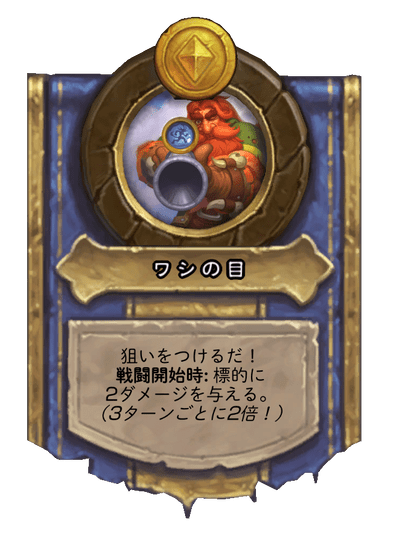 ワシの目
狙いをつけるだ！
戦闘開始時: 標的に
2ダメージを与える。
（3ターンごとに2倍！）